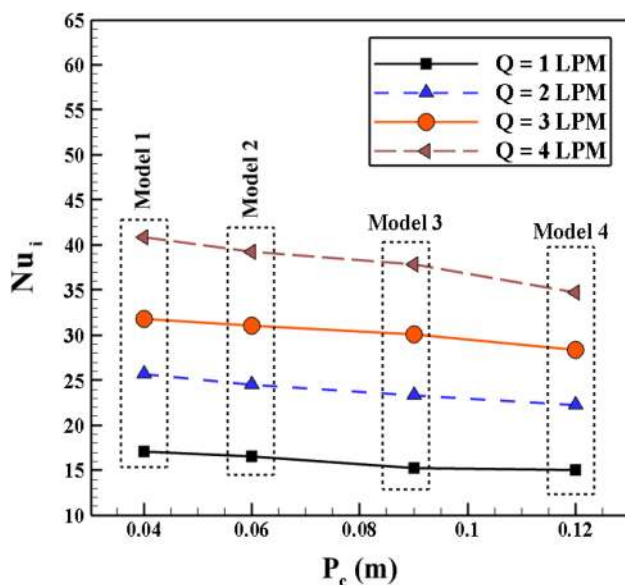 65
60
55
50
45
40
35
30
25
20
15
10
Nu i
Q = 1 LPM
Q = 2 LPM
Q = 3 LPM
Q = 4 LPM
Model 1
Model 2
Model 3
Model 4
0.04 0.06 0.08 0.1 0.12
P c (m)